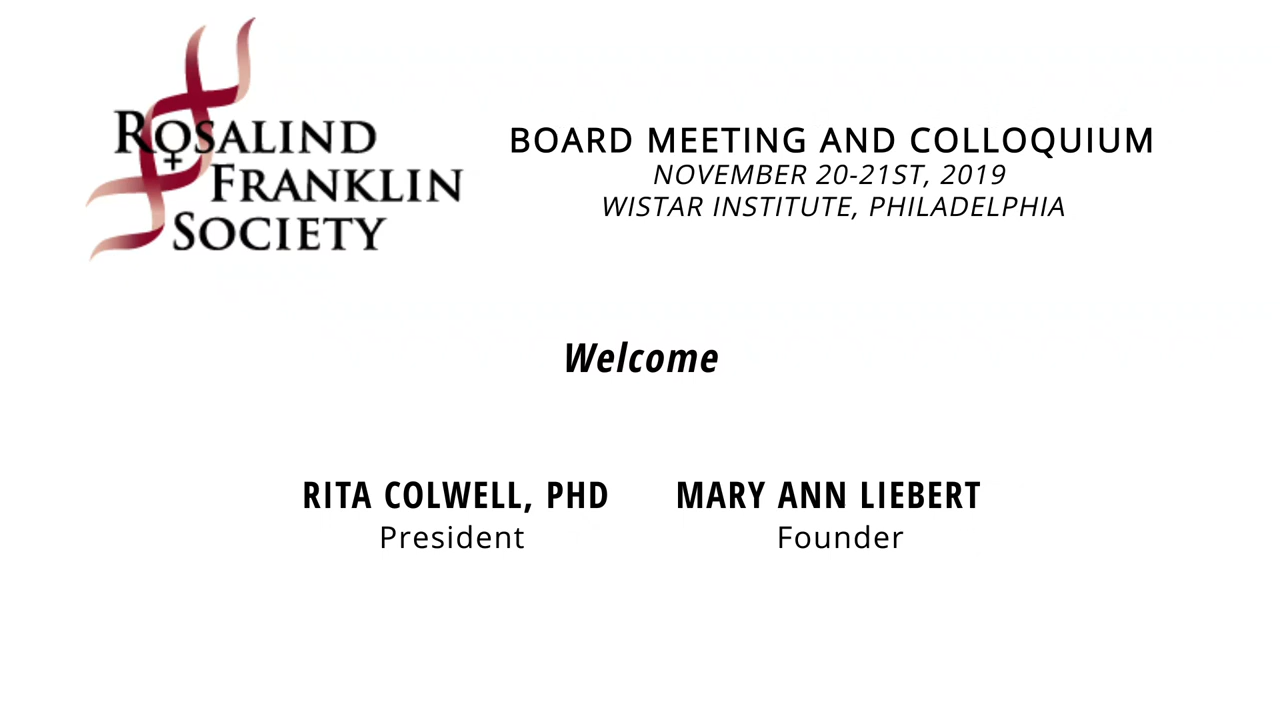 ROSALIND
FRANKLIN
SOCIETY
BOARD MEETING AND COLLOQUIUM
NOVEMBER 20-21ST, 2019
WISTAR INSTITUTE, PHILADELPHIA
Welcome
RITA COLWELL, PHD
President
MARY ANN LIEBERT
Founder